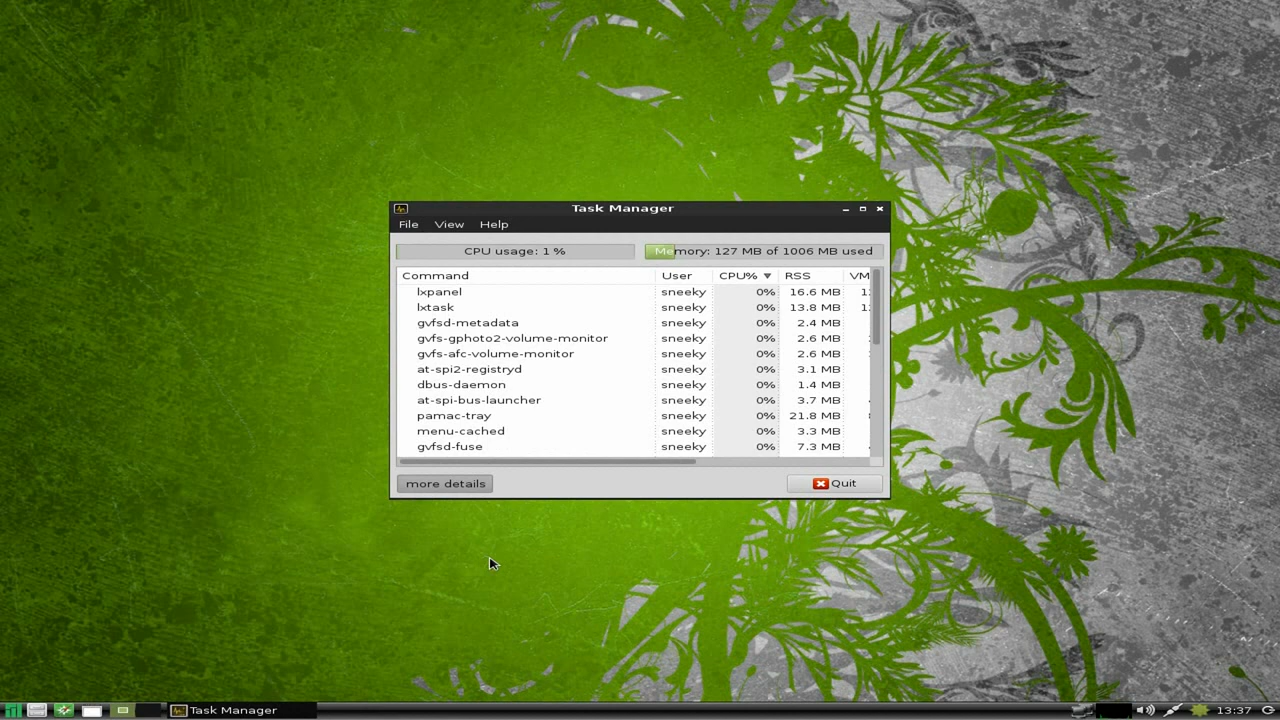 Task Manager
File View Help
CPU usage: 1 % Memory: 127 MB of 1006 MB used
Command User CPU% RSS VM
lxpanel sneeky 0% 16.6 MB
lxtask sneeky 0% 13.8 MB
gvfsd-metadata sneeky 0% 2.4 MB
gvfs-gphoto2-volume-monitor sneeky 0% 2.6 MB
gvfs-afc-volume-monitor sneeky 0% 2.6 MB
at-spi2-registryd sneeky 0% 3.1 MB
dbus-daemon sneeky 0% 1.4 MB
at-spi-bus-launcher sneeky 0% 3.7 MB
pamac-tray sneeky 0% 21.8 MB
menu-cached sneeky 0% 3.3 MB
gvfsd-fuse sneeky 0% 7.3 MB
more details Quit
Task Manager 13:37